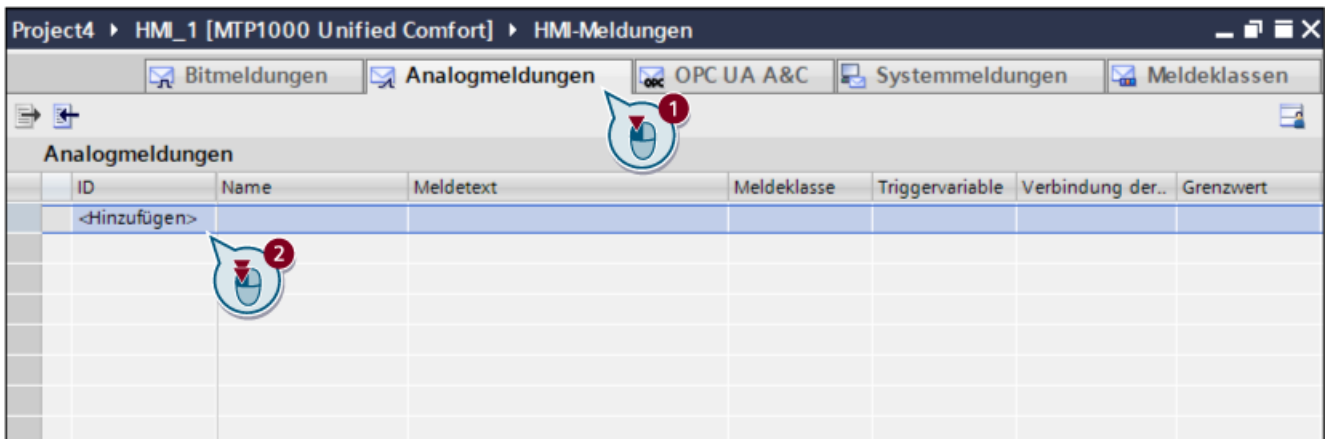 Project4 ▸ HMI_1 [MTP1000 Unified Comfort] ▸ HMI-Meldungen
Bitmeldungen Analogmeldungen OPC UA A&C Systemmeldungen Meldeklassen
1
Analogmeldungen
ID Name Meldetext Meldeklasse Triggervariable Verbindung der.. Grenzwert
<Hinzufügen>
2